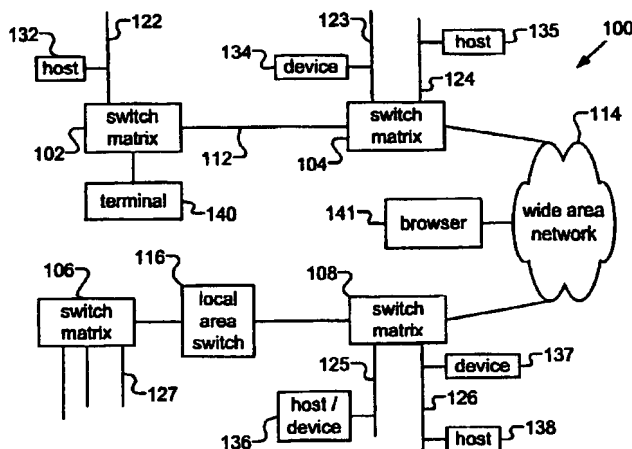 123
100
132
122
134
135
host
host
device
124
114
switch
matrix
switch
matrix
102
112
104
terminal
140
141
browser
wide area
network
116
106
108
switch
matrix
local
area
switch
switch
matrix
125
137
device
127
126
host /
device
136
host
138